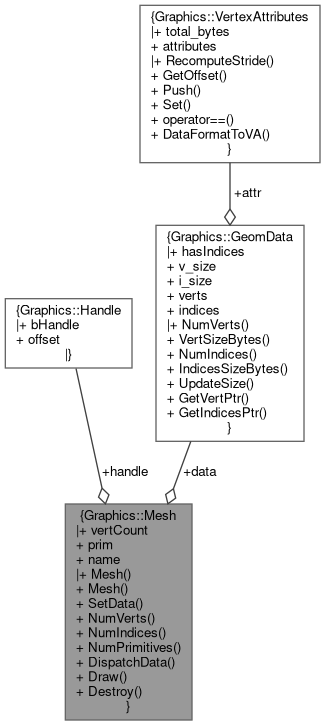 {Graphics::VertexAttributes
|+ total_bytes
+ attributes
|+ RecomputeStride()
+ GetOffset()
+ Push()
+ Set()
+ operator==()
+ DataFormatToVA()
}
+attr
{Graphics::GeomData
|+ hasIndices
+ v_size
+ i_size
+ verts
+ indices
|+ NumVerts()
+ VertSizeBytes()
+ NumIndices()
+ IndicesSizeBytes()
+ UpdateSize()
+ GetVertPtr()
+ GetIndicesPtr()
}
{Graphics::Handle
|+ bHandle
+ offset
|}
+handle
+data
{Graphics::Mesh
|+ vertCount
+ prim
+ name
|+ Mesh()
+ Mesh()
+ SetData()
+ NumVerts()
+ NumIndices()
+ NumPrimitives()
+ DispatchData()
+ Draw()
+ Destroy()
}